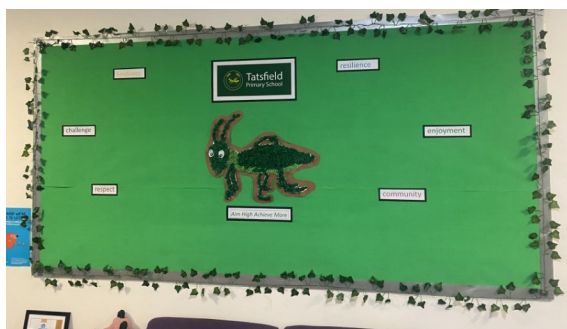 resilience
Tatsfield
Primary School
challenge
enjoyment
respect
community
Aim High Achieve More